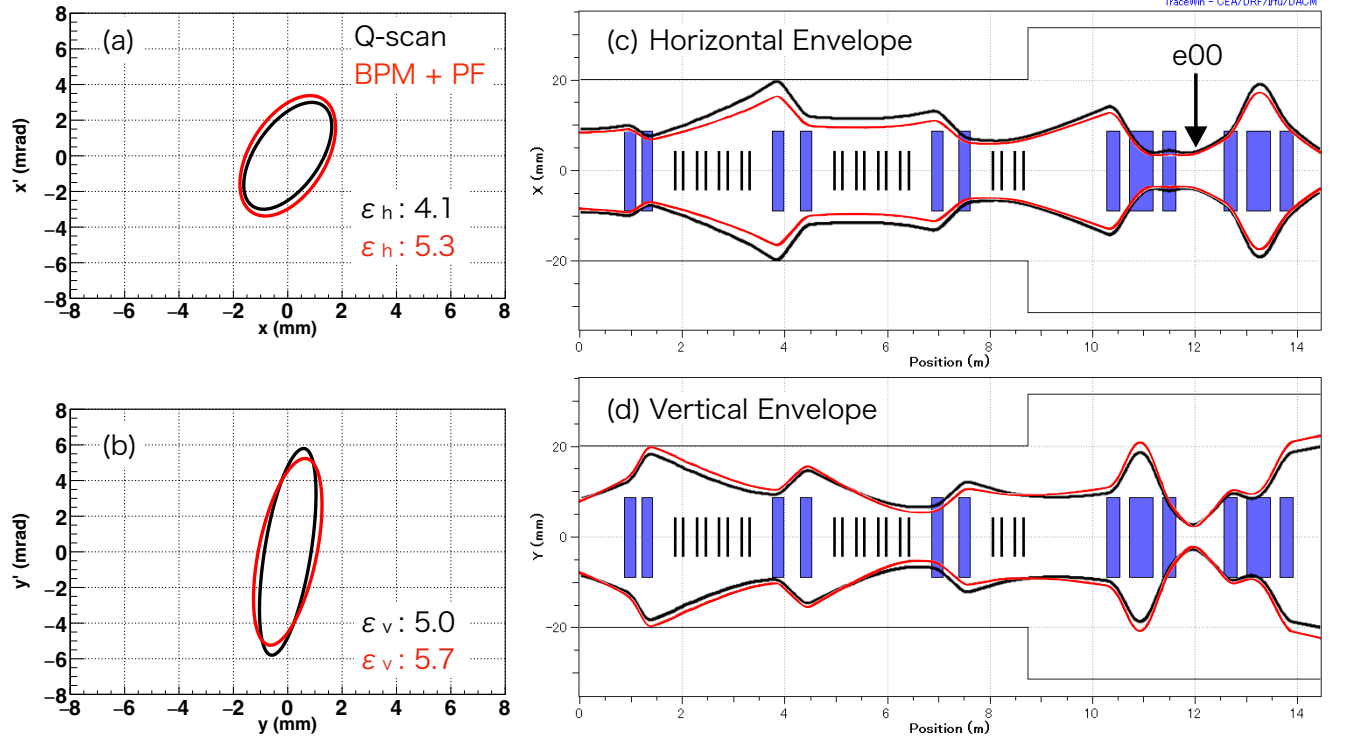 (a)
Q-scan
BPM + PF
εh : 4.1
εh : 5.3
x' (mrad)
8
6
4
2
0
−2
−4
−6
−8
−8 −6 −4 −2 0 2 4 6 8
x (mm)
(b)
εv : 5.0
εv : 5.7
y' (mrad)
8
6
4
2
0
−2
−4
−6
−8
−8 −6 −4 −2 0 2 4 6 8
y (mm)
TraceWin - CEA/DRF/Irfu/DACM
(c) Horizontal Envelope
e00
X (mm)
20
0
-20
0 2 4 6 8 10 12 14
Position (m)
(d) Vertical Envelope
Y (mm)
20
0
-20
0 2 4 6 8 10 12 14
Position (m)